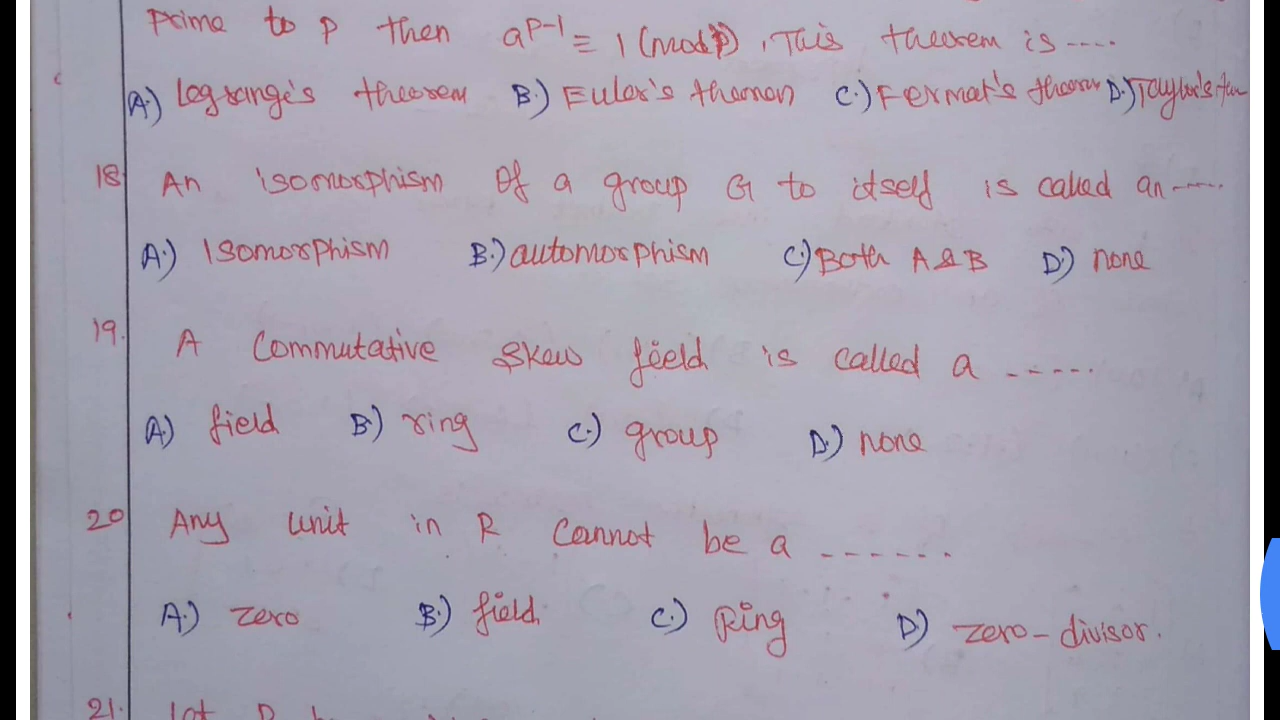 prime to p then a^p-1 ≡ 1 (mod p). This theorem is ----
A.) Legrange's theorem B.) Euler's theorem C.) Fermat's theorem D.) Taylor's
18 An isomorphism Of a group G to itself is called an ----
A.) Isomorphism B.) automorphism C.) Both A & B D.) none
19. A Commutative skew field is called a -----
A.) field B.) ring C.) group D.) none
20 Any unit in R cannot be a ------
A.) zero B.) field. C.) Ring D.) zero-divisor.
21.